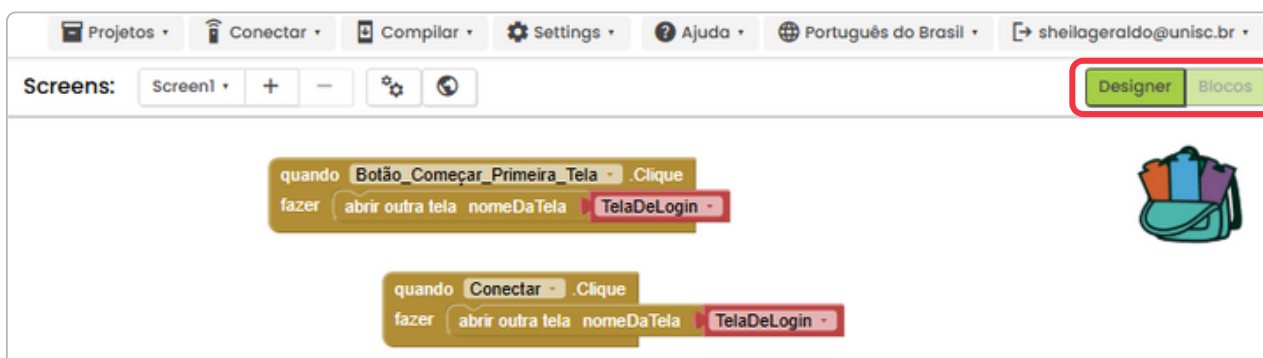 Projetos Conectar Compilar Settings Ajuda Português do Brasil sheilageraldo@unisc.br
Screens: Screen1 + − Designer Blocos
quando Botão_Começar_Primeira_Tela .Clique
fazer abrir outra tela nomeDaTela TelaDeLogin
quando Conectar .Clique
fazer abrir outra tela nomeDaTela TelaDeLogin